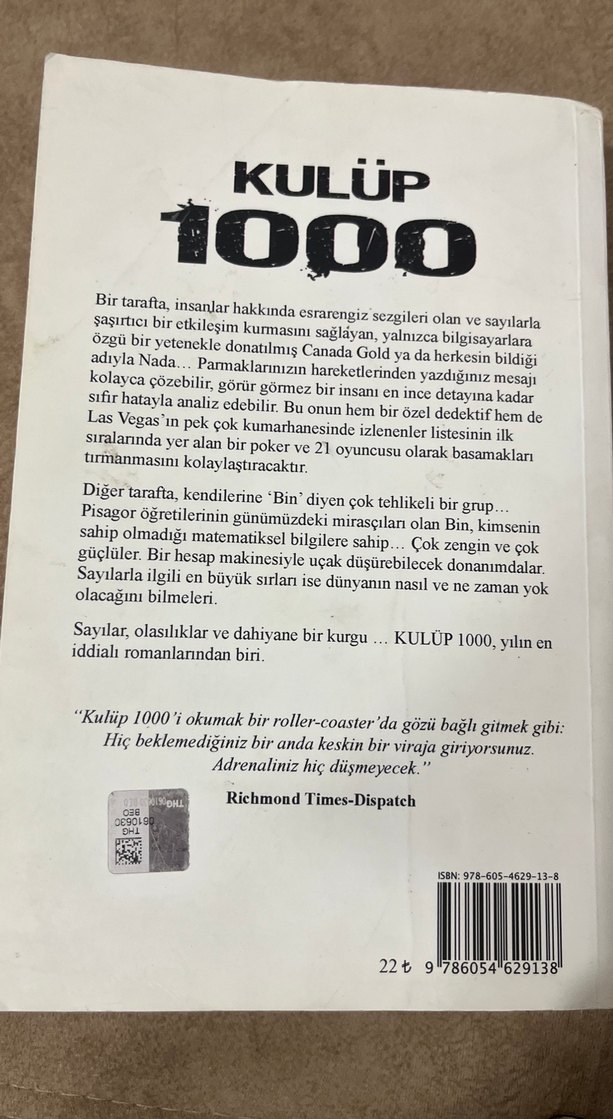 KULÜP
1000
Bir tarafta, insanlar hakkında esrarengiz sezgileri olan ve sayılarla
şaşırtıcı bir etkileşim kurmasını sağlayan, yalnızca bilgisayarlara
özgü bir yetenekle donatılmış Canada Gold ya da herkesin bildiği
adıyla Nada... Parmaklarınızın hareketlerinden yazdığınız mesajı
kolayca çözebilir, görür görmez bir insanı en ince detayına kadar
sıfır hatayla analiz edebilir. Bu onun hem bir özel dedektif hem de
Las Vegas'ın pek çok kumarhanesinde izlenenler listesinin ilk
sıralarında yer alan bir poker ve 21 oyuncusu olarak basamakları
tırmanmasını kolaylaştıracaktır.
Diğer tarafta, kendilerine 'Bin' diyen çok tehlikeli bir grup...
Pisagor öğretilerinin günümüzdeki mirasçıları olan Bin, kimsenin
sahip olmadığı matematiksel bilgilere sahip... Çok zengin ve çok
güçlüler. Bir hesap makinesiyle uçak düşürebilecek donanımdalar.
Sayılarla ilgili en büyük sırları ise dünyanın nasıl ve ne zaman yok
olacağını bilmeleri.
Sayılar, olasılıklar ve dahiyane bir kurgu ... KULÜP 1000, yılın en
iddialı romanlarından biri.
"Kulüp 1000'i okumak bir roller-coaster'da gözü bağlı gitmek gibi:
Hiç beklemediğiniz bir anda keskin bir viraja giriyorsunuz.
Adrenaliniz hiç düşmeyecek."
Richmond Times-Dispatch
THG
BEO
ISBN: 978-605-4629-13-8
22 ₺ 9 786054 629138